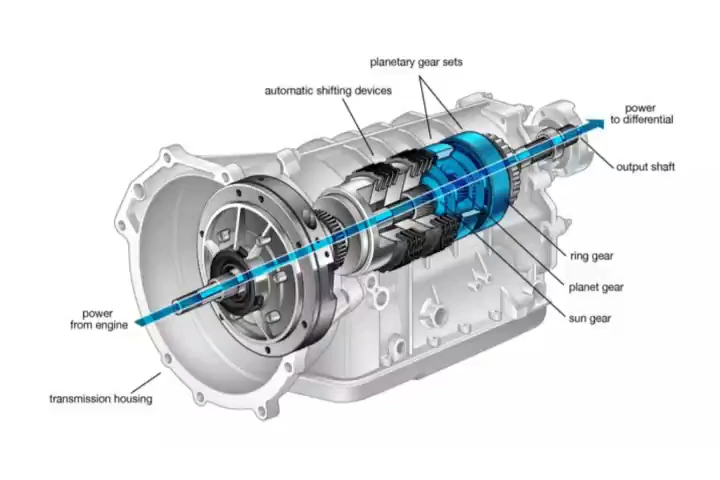 planetary gear sets
automatic shifting devices
power
to differential
output shaft
ring gear
planet gear
sun gear
power
from engine
transmission housing